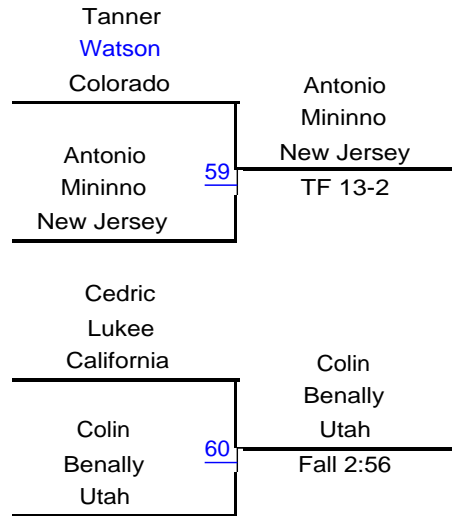 Tanner
Watson
Colorado
Antonio
Mininno
New Jersey
59
TF 13-2
Antonio
Mininno
New Jersey
Cedric
Lukee
California
Colin
Benally
Utah
60
Fall 2:56
Colin
Benally
Utah